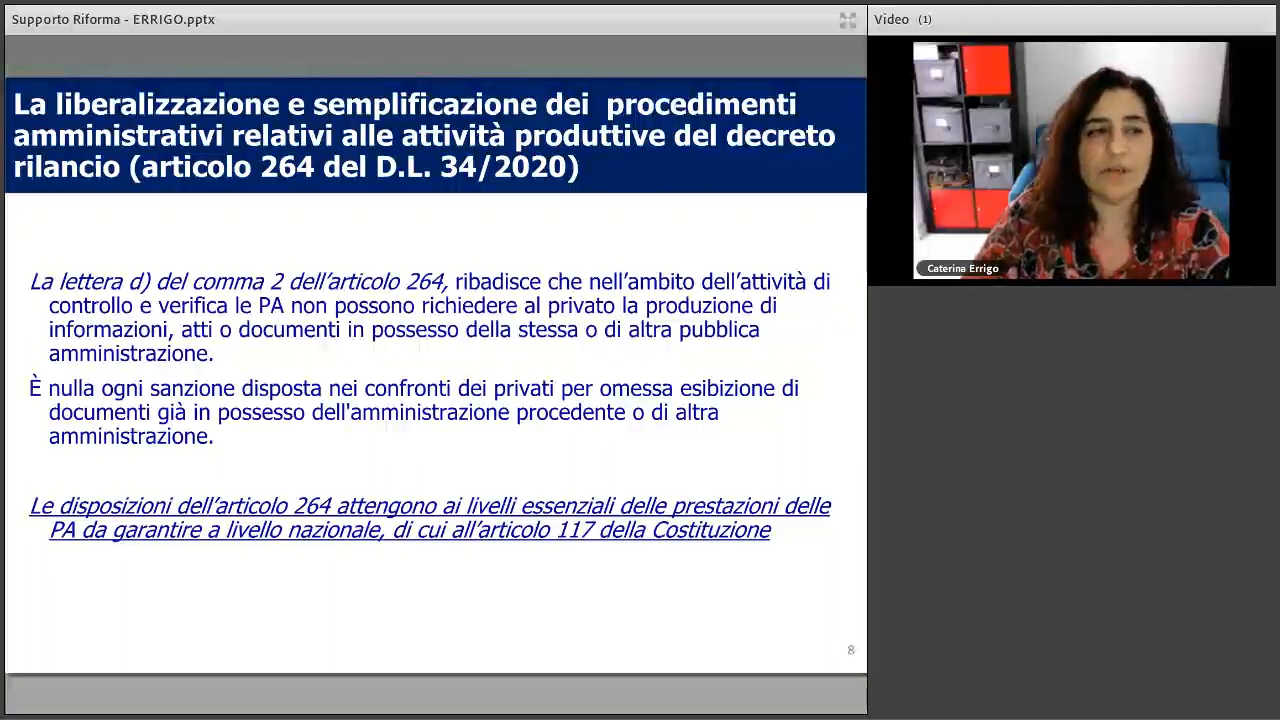 Supporto Riforma - ERRIGO.pptx
Video (1)
La liberalizzazione e semplificazione dei  procedimenti
amministrativi relativi alle attività produttive del decreto
rilancio (articolo 264 del D.L. 34/2020)
La lettera d) del comma 2 dell’articolo 264, ribadisce che nell’ambito dell’attività di
controllo e verifica le PA non possono richiedere al privato la produzione di
informazioni, atti o documenti in possesso della stessa o di altra pubblica
amministrazione.
È nulla ogni sanzione disposta nei confronti dei privati per omessa esibizione di
documenti già in possesso dell'amministrazione procedente o di altra
amministrazione.
Le disposizioni dell’articolo 264 attengono ai livelli essenziali delle prestazioni delle
PA da garantire a livello nazionale, di cui all’articolo 117 della Costituzione
8
Caterina Errigo